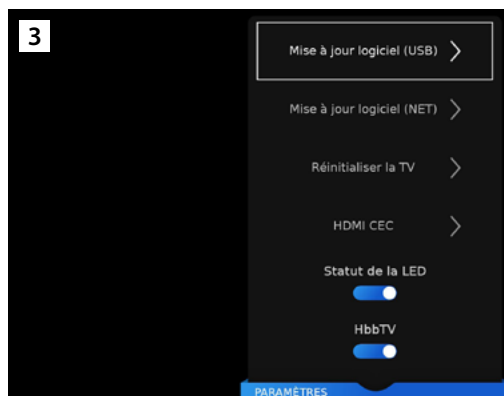 3
Mise à jour logiciel (USB)
Mise à jour logiciel (NET)
Réinitialiser la TV
HDMI CEC
Statut de la LED
HbbTV
PARAMÈTRES